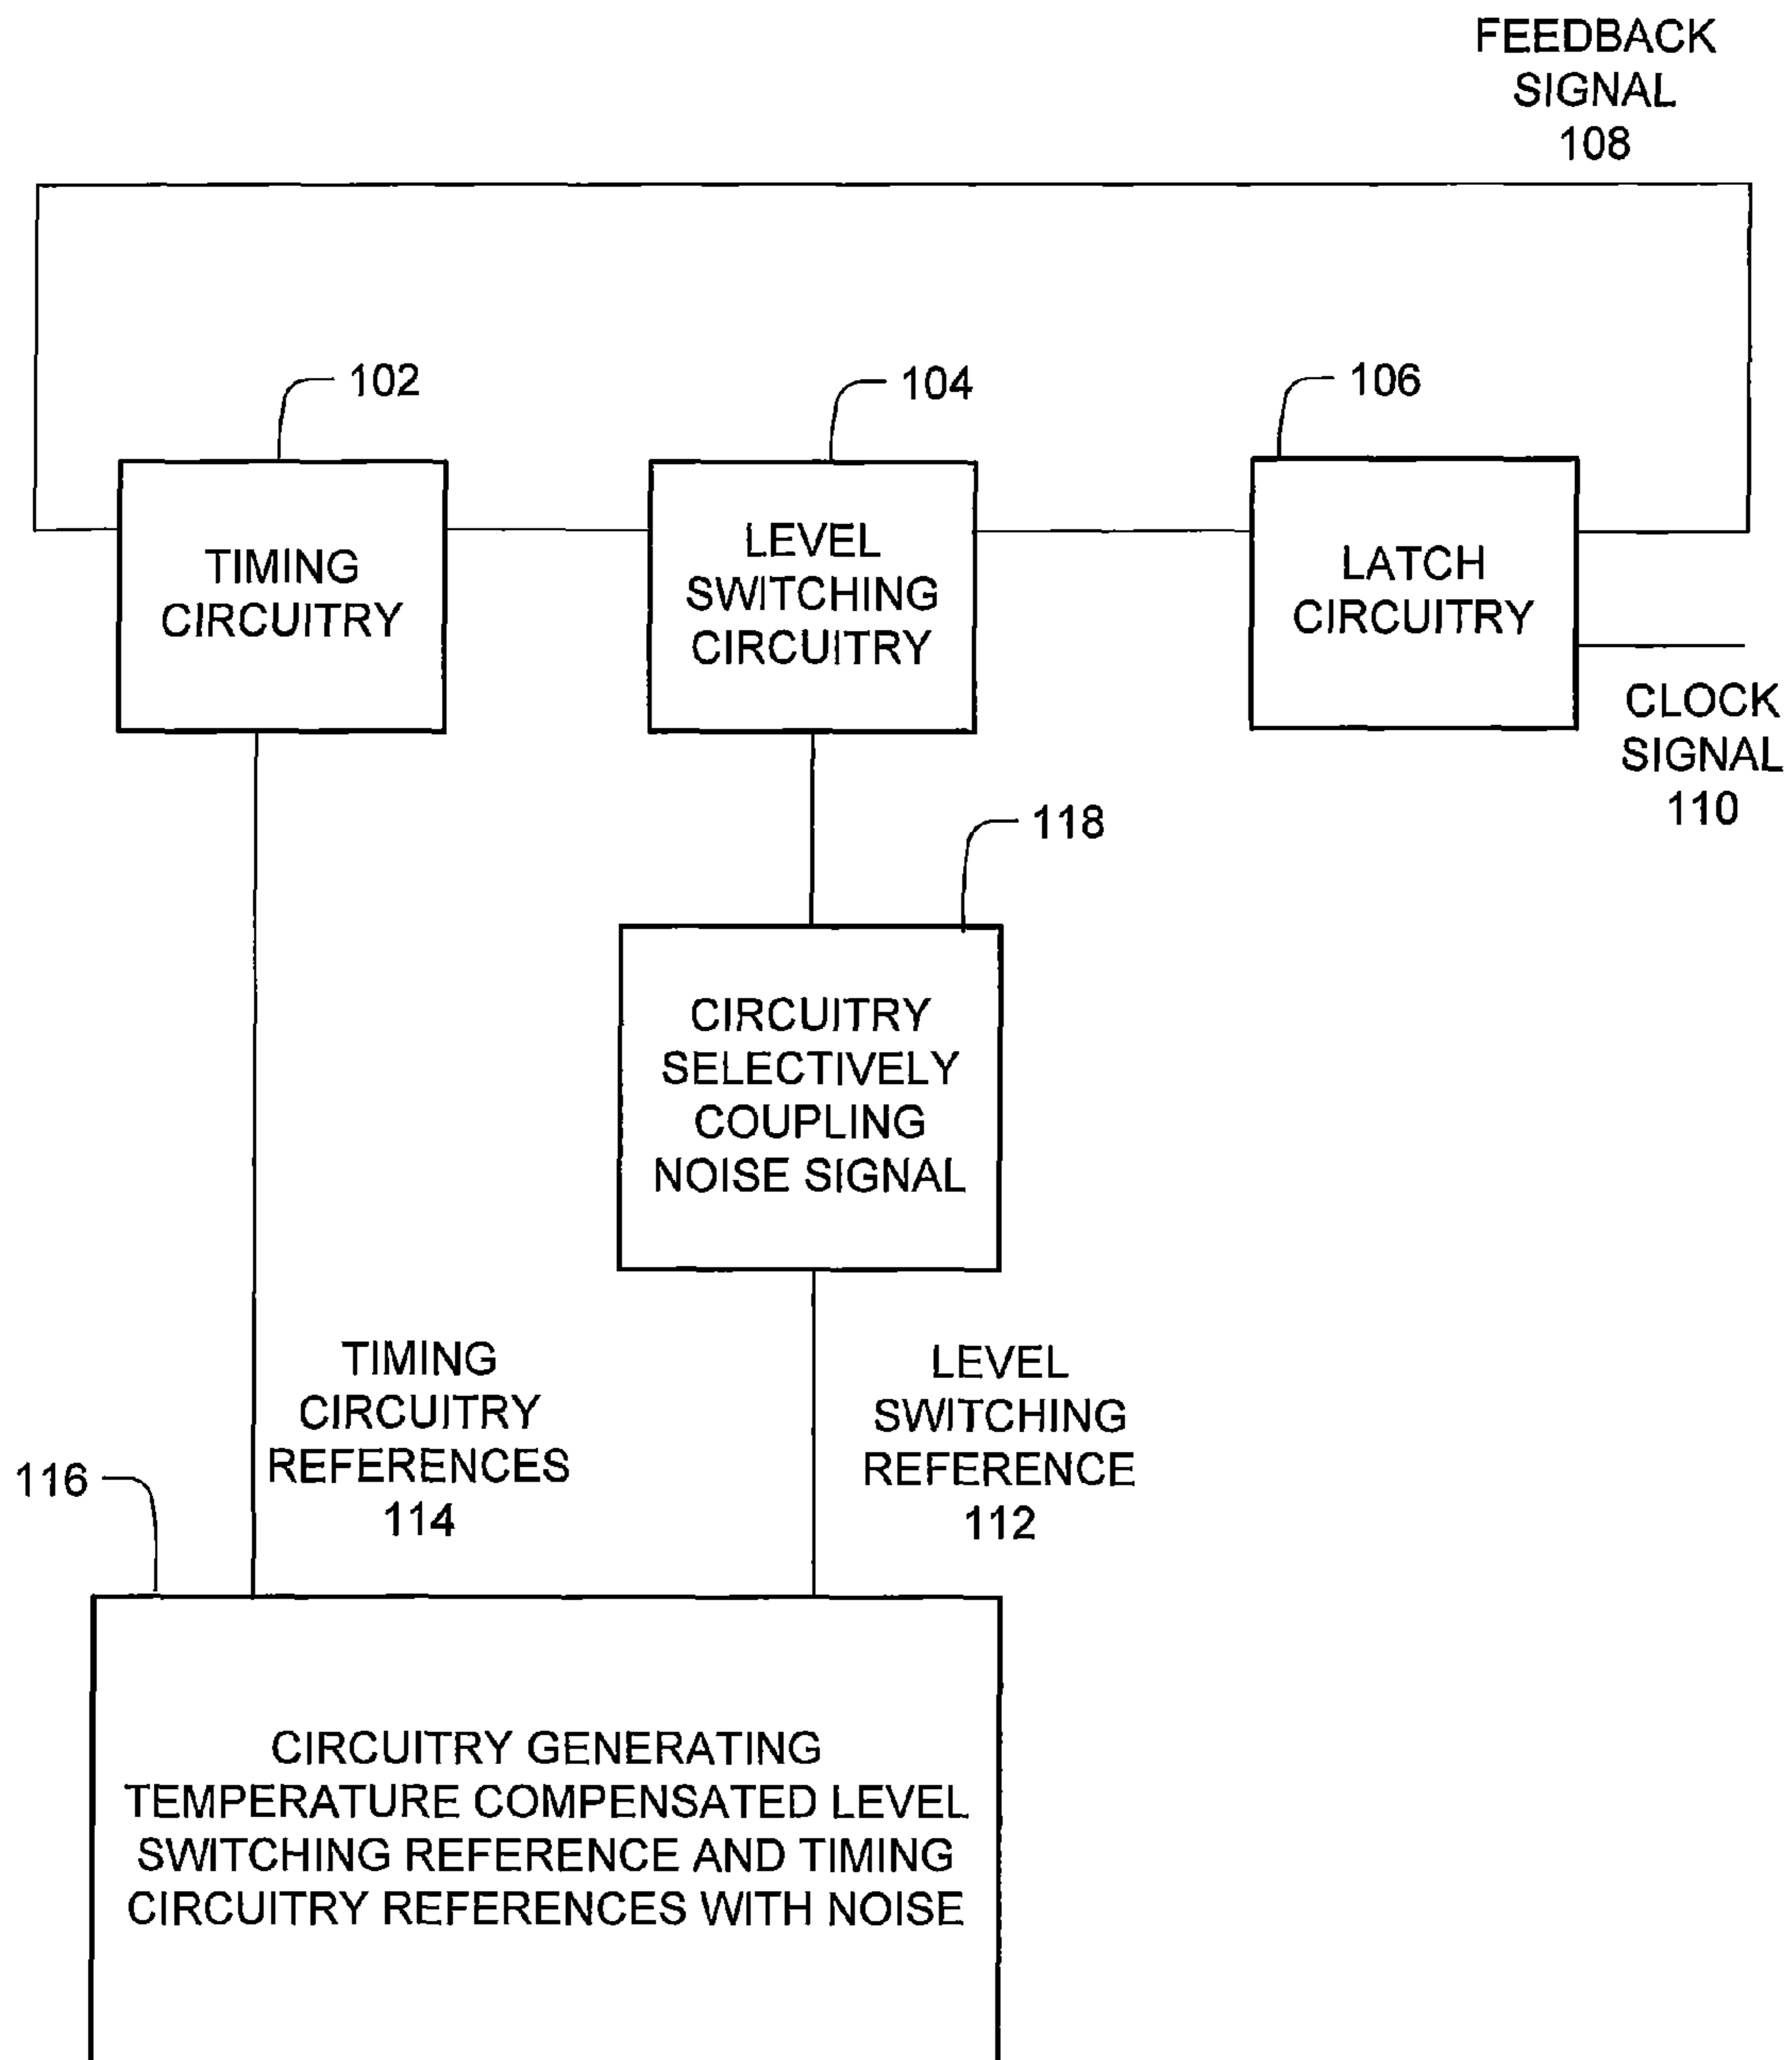 FEEDBACK
SIGNAL
108
102
104
106
TIMING
CIRCUITRY
LEVEL
SWITCHING
CIRCUITRY
LATCH
CIRCUITRY
CLOCK
SIGNAL
110
118
CIRCUITRY
SELECTIVELY
COUPLING
NOISE SIGNAL
TIMING
CIRCUITRY
REFERENCES
114
LEVEL
SWITCHING
REFERENCE
112
116
CIRCUITRY GENERATING
TEMPERATURE COMPENSATED LEVEL
SWITCHING REFERENCE AND TIMING
CIRCUITRY REFERENCES WITH NOISE